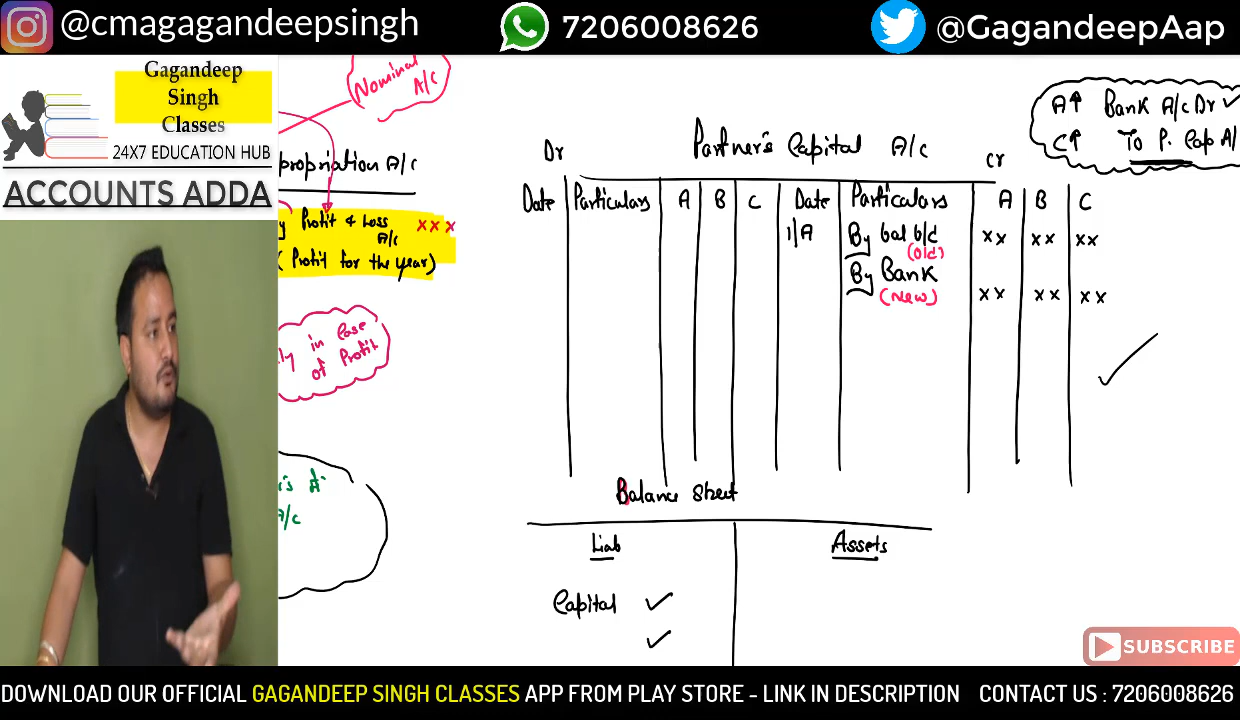 @cmagagandeepsingh
7206008626
@GagandeepAap
Gagandeep
Singh
Classes
24X7 EDUCATION HUB
ACCOUNTS ADDA
Nominal
A/C
propriation A/C
Profit & Loss
A/C
xxx
( Profit for the year)
ly in case
of Profit
A/C
A↑ Bank A/C Dr ✓
C↑ To P. Cap A/
Partner's Capital A/C
Dr
Cr
Date Particulars A B C Date Particulars A B C
1/A By bal b/d xx xx xx
(old)
By Bank
(new) xx xx xx
✓
Balance Sheet
Liab Assets
Capital ✓
✓
SUBSCRIBE
DOWNLOAD OUR OFFICIAL GAGANDEEP SINGH CLASSES APP FROM PLAY STORE - LINK IN DESCRIPTION CONTACT US : 7206008626